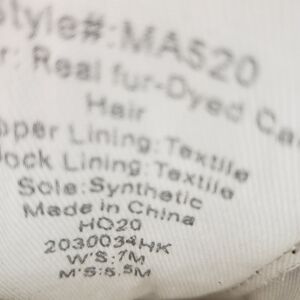 Style#:MA520
r: Real fur-Dyed Ca
Hair
pper Lining:Textile
ock Lining:Textile
Sole:Synthetic
Made in China
HO20
2030034HK
W'S:7M
M'S:5.5M